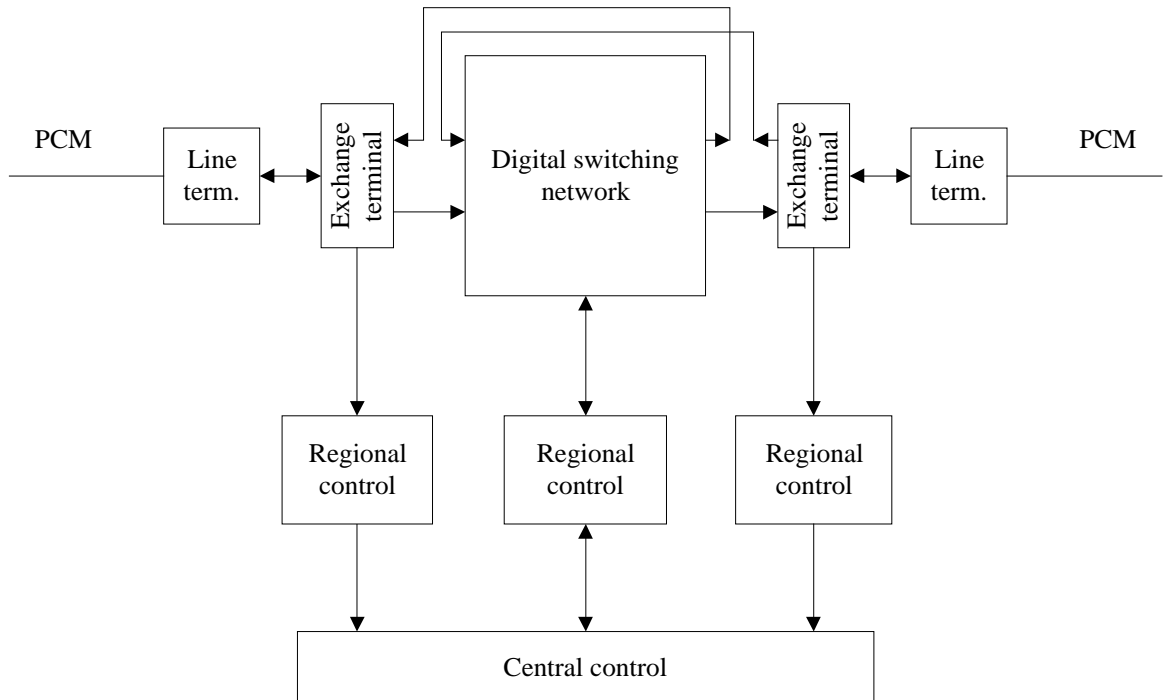 PCM
Line
term.
Exchange
terminal
Digital switching
network
Exchange
terminal
Line
term.
PCM
Regional
control
Regional
control
Regional
control
Central control